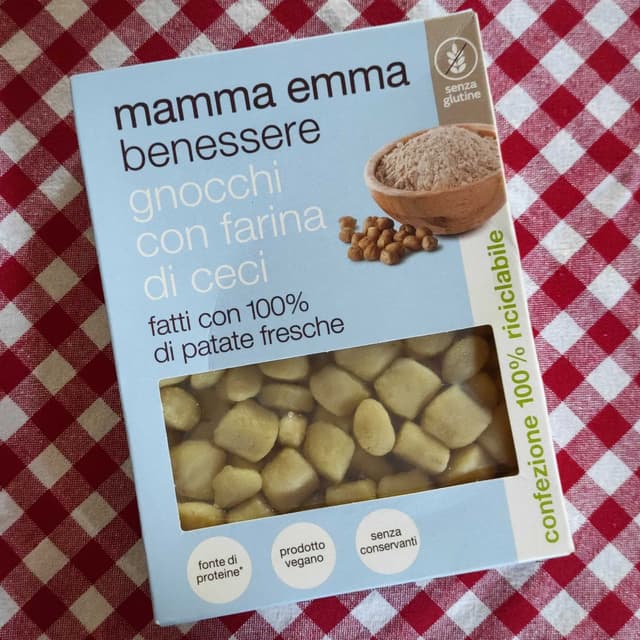 mamma emma
benessere
gnocchi
con farina
di ceci
fatti con 100%
di patate fresche
senza
glutine
confezione 100% riciclabile
fonte di
proteine*
prodotto
vegano
senza
conservanti